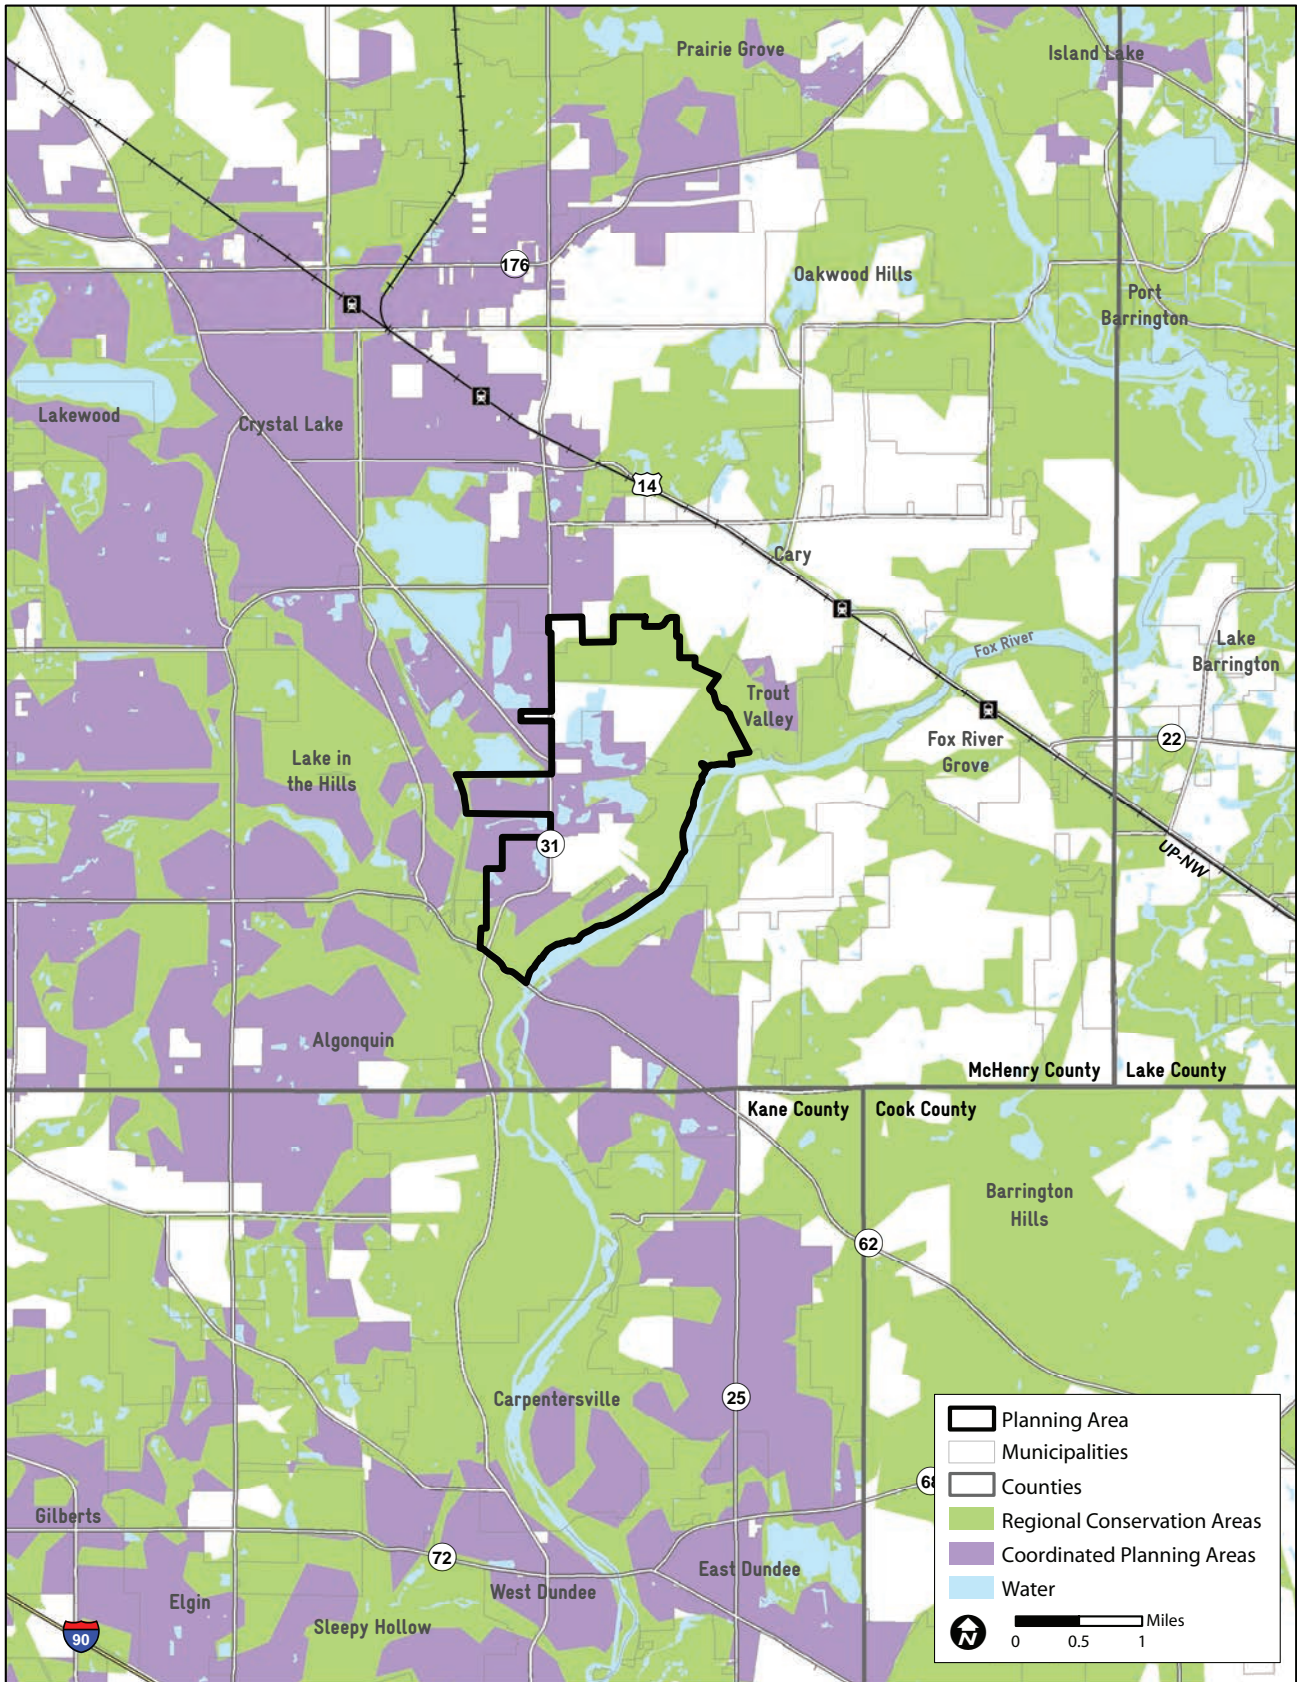 Prairie Grove
Island Lake
176
Oakwood Hills
Port
Barrington
Lakewood
Crystal Lake
14
Cary
Fox River
Lake
Barrington
Trout
Valley
22
Fox River
Grove
Lake in
the Hills
31
UP-NW
Algonquin
McHenry County
Lake County
Kane County
Cook County
Barrington
Hills
62
Carpentersville
25
68
Gilberts
72
East Dundee
West Dundee
Elgin
Sleepy Hollow
90
Planning Area
Municipalities
Counties
Regional Conservation Areas
Coordinated Planning Areas
Water
N
Miles
0 0.5 1